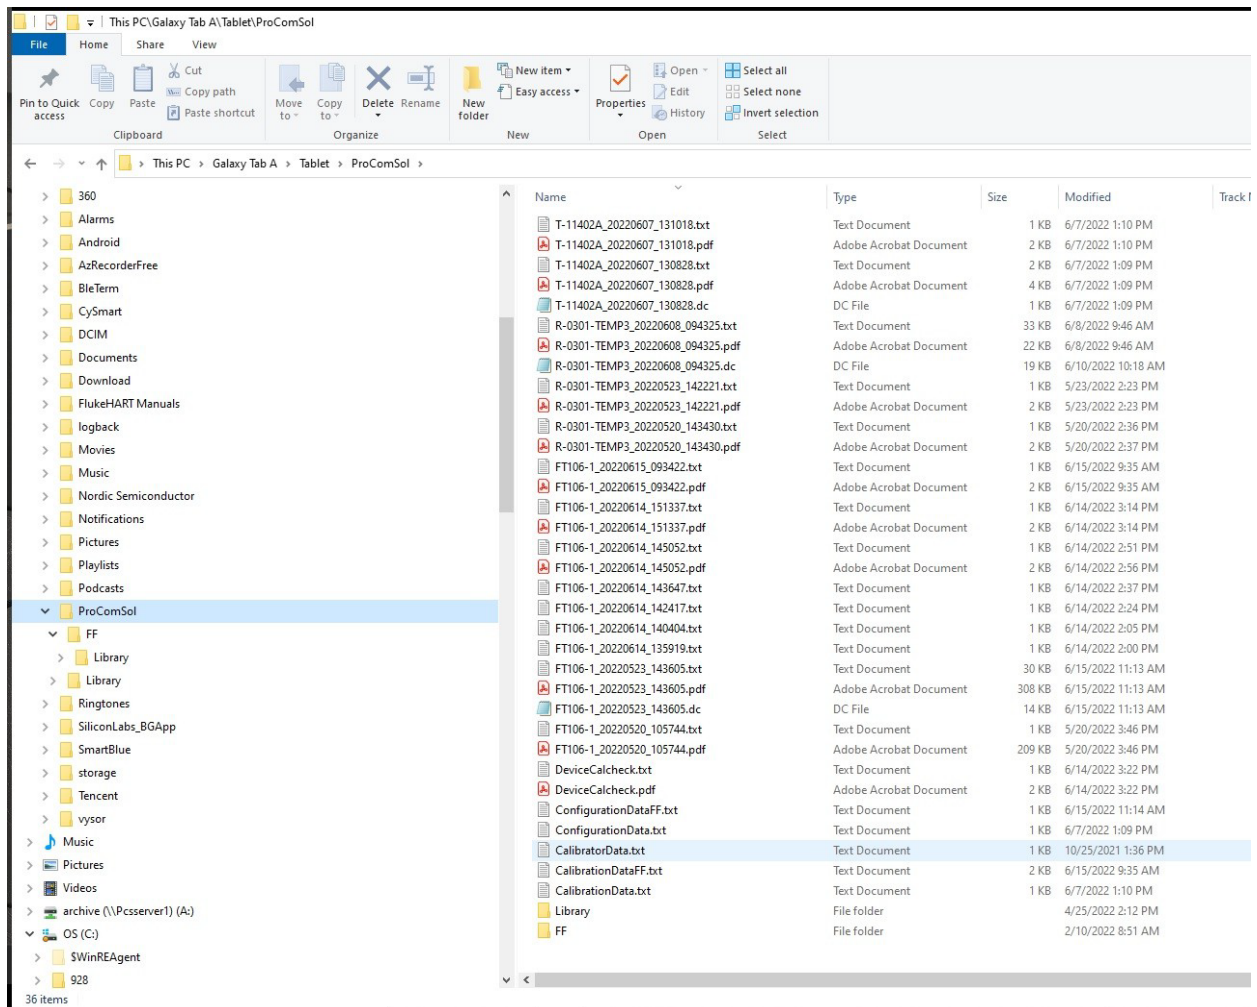 This PC\Galaxy Tab A\Tablet\ProComSol
File Home Share View
Pin to Quick access
Copy
Paste
Cut
Copy path
Paste shortcut
Move to
Copy to
Delete
Rename
New folder
New item
Easy access
Properties
Open
Edit
History
Select all
Select none
Invert selection
Clipboard Organize New Open Select
This PC > Galaxy Tab A > Tablet > ProComSol >
360
Alarms
Android
AzRecorderFree
BleTerm
CySmart
DCIM
Documents
Download
FlukeHART Manuals
logback
Movies
Music
Nordic Semiconductor
Notifications
Pictures
Playlists
Podcasts
ProComSol
FF
Library
Library
Ringtones
SiliconLabs_BGApp
SmartBlue
storage
Tencent
vysor
Music
Pictures
Videos
archive (\\Pcsserver1) (A:)
OS (C:)
$WinREAgent
928
36 items
Name Type Size Modified Track
T-11402A_20220607_131018.txt Text Document 1 KB 6/7/2022 1:10 PM
T-11402A_20220607_131018.pdf Adobe Acrobat Document 2 KB 6/7/2022 1:10 PM
T-11402A_20220607_130828.txt Text Document 2 KB 6/7/2022 1:09 PM
T-11402A_20220607_130828.pdf Adobe Acrobat Document 4 KB 6/7/2022 1:09 PM
T-11402A_20220607_130828.dc DC File 1 KB 6/7/2022 1:09 PM
R-0301-TEMP3_20220608_094325.txt Text Document 33 KB 6/8/2022 9:46 AM
R-0301-TEMP3_20220608_094325.pdf Adobe Acrobat Document 22 KB 6/8/2022 9:46 AM
R-0301-TEMP3_20220608_094325.dc DC File 19 KB 6/10/2022 10:18 AM
R-0301-TEMP3_20220523_142221.txt Text Document 1 KB 5/23/2022 2:23 PM
R-0301-TEMP3_20220523_142221.pdf Adobe Acrobat Document 2 KB 5/23/2022 2:23 PM
R-0301-TEMP3_20220520_143430.txt Text Document 1 KB 5/20/2022 2:36 PM
R-0301-TEMP3_20220520_143430.pdf Adobe Acrobat Document 2 KB 5/20/2022 2:37 PM
FT106-1_20220615_093422.txt Text Document 1 KB 6/15/2022 9:35 AM
FT106-1_20220615_093422.pdf Adobe Acrobat Document 2 KB 6/15/2022 9:35 AM
FT106-1_20220614_151337.txt Text Document 1 KB 6/14/2022 3:14 PM
FT106-1_20220614_151337.pdf Adobe Acrobat Document 2 KB 6/14/2022 3:14 PM
FT106-1_20220614_145052.txt Text Document 1 KB 6/14/2022 2:51 PM
FT106-1_20220614_145052.pdf Adobe Acrobat Document 2 KB 6/14/2022 2:56 PM
FT106-1_20220614_143647.txt Text Document 1 KB 6/14/2022 2:37 PM
FT106-1_20220614_142417.txt Text Document 1 KB 6/14/2022 2:24 PM
FT106-1_20220614_140404.txt Text Document 1 KB 6/14/2022 2:05 PM
FT106-1_20220614_135919.txt Text Document 1 KB 6/14/2022 2:00 PM
FT106-1_20220523_143605.txt Text Document 30 KB 6/15/2022 11:13 AM
FT106-1_20220523_143605.pdf Adobe Acrobat Document 308 KB 6/15/2022 11:13 AM
FT106-1_20220523_143605.dc DC File 14 KB 6/15/2022 11:13 AM
FT106-1_20220520_105744.txt Text Document 1 KB 5/20/2022 3:46 PM
FT106-1_20220520_105744.pdf Adobe Acrobat Document 209 KB 5/20/2022 3:46 PM
DeviceCalcheck.txt Text Document 1 KB 6/14/2022 3:22 PM
DeviceCalcheck.pdf Adobe Acrobat Document 2 KB 6/14/2022 3:22 PM
ConfigurationDataFF.txt Text Document 1 KB 6/15/2022 11:14 AM
ConfigurationData.txt Text Document 1 KB 6/7/2022 1:09 PM
CalibratorData.txt Text Document 1 KB 10/25/2021 1:36 PM
CalibrationDataFF.txt Text Document 2 KB 6/15/2022 9:35 AM
CalibrationData.txt Text Document 1 KB 6/7/2022 1:10 PM
Library File folder 4/25/2022 2:12 PM
FF File folder 2/10/2022 8:51 AM